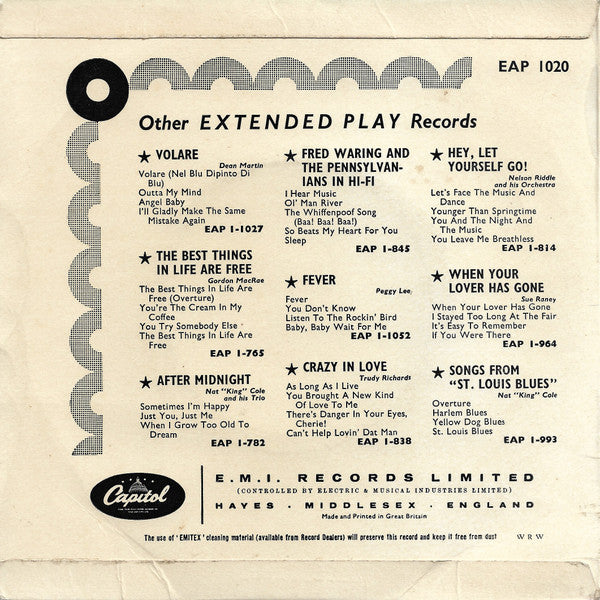 EAP 1020
Other EXTENDED PLAY Records
★ VOLARE
Dean Martin
Volare (Nel Blu Dipinto Di
Blu)
Outta My Mind
Angel Baby
I'll Gladly Make The Same
Mistake Again
EAP 1-1027
★ THE BEST THINGS
IN LIFE ARE FREE
Gordon MacRae
The Best Things In Life Are
Free (Overture)
You're The Cream In My
Coffee
You Try Somebody Else
The Best Things In Life Are
Free
EAP 1-765
★ AFTER MIDNIGHT
Nat "King" Cole
and his Trio
Sometimes I'm Happy
Just You, Just Me
When I Grow Too Old To
Dream
EAP 1-782
★ FRED WARING AND
THE PENNSYLVAN-
IANS IN HI-FI
I Hear Music
Ol' Man River
The Whiffenpoof Song
(Baa! Baa! Baa!)
So Beats My Heart For You
Sleep
EAP 1-845
★ FEVER
Peggy Lee
Fever
You Don't Know
Listen To The Rockin' Bird
Baby, Baby Wait For Me
EAP 1-1052
★ CRAZY IN LOVE
Trudy Richards
As Long As I Live
You Brought A New Kind
Of Love To Me
There's Danger In Your Eyes,
Cherie!
Can't Help Lovin' Dat Man
EAP 1-838
★ HEY, LET
YOURSELF GO!
Nelson Riddle
and his Orchestra
Let's Face The Music And
Dance
Younger Than Springtime
You And The Night And
The Music
You Leave Me Breathless
EAP 1-814
★ WHEN YOUR
LOVER HAS GONE
Sue Raney
When Your Lover Has Gone
I Stayed Too Long At The Fair
It's Easy To Remember
If You Were There
EAP 1-964
★ SONGS FROM
"ST. LOUIS BLUES"
Nat "King" Cole
Overture
Harlem Blues
Yellow Dog Blues
St. Louis Blues
EAP 1-993
Capitol
E.M.I. RECORDS LIMITED
(CONTROLLED BY ELECTRIC & MUSICAL INDUSTRIES LIMITED)
HAYES · MIDDLESEX · ENGLAND
Made and Printed in Great Britain
The use of 'EMITEX' cleaning material (available from Record Dealers) will preserve this record and keep it free from dust
W R W